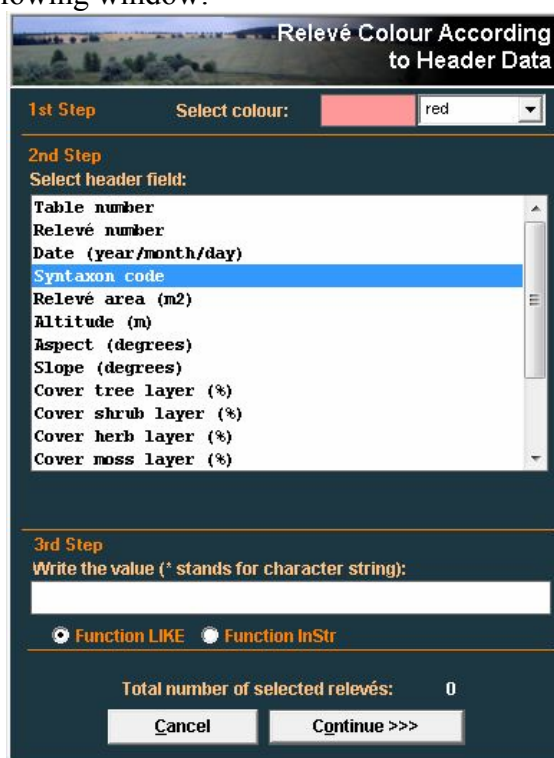 lowing window:
Relevé Colour According
to Header Data
1st Step Select colour: red
2nd Step
Select header field:
Table number
Relevé number
Date (year/month/day)
Syntaxon code
Relevé area (m2)
Altitude (m)
Aspect (degrees)
Slope (degrees)
Cover tree layer (%)
Cover shrub layer (%)
Cover herb layer (%)
Cover moss layer (%)
3rd Step
Write the value (* stands for character string):
Function LIKE Function InStr
Total number of selected relevés: 0
Cancel Continue >>>